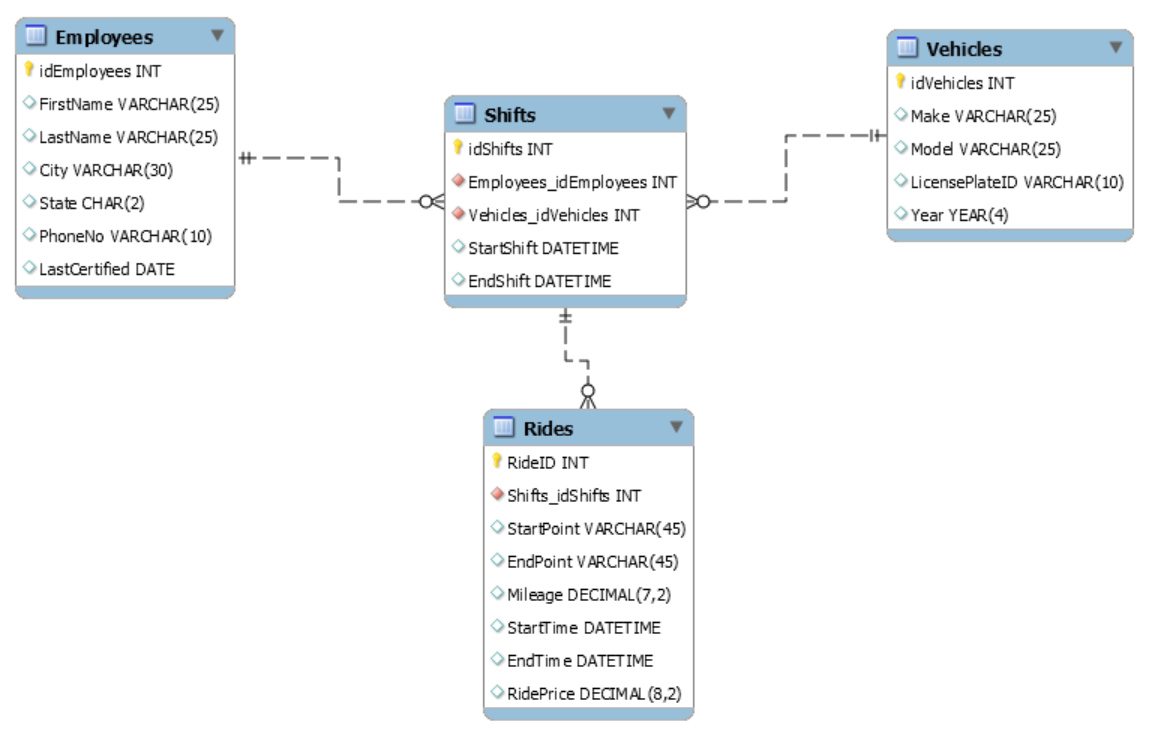 Employees
idEmployees INT
FirstName VARCHAR(25)
LastName VARCHAR(25)
City VARCHAR(30)
State CHAR(2)
PhoneNo VARCHAR(10)
LastCertified DATE
Shifts
idShifts INT
Employees_idEmployees INT
Vehicles_idVehicles INT
StartShift DATETIME
EndShift DATETIME
Vehicles
idVehicles INT
Make VARCHAR(25)
Model VARCHAR(25)
LicensePlateID VARCHAR(10)
Year YEAR(4)
Rides
RideID INT
Shifts_idShifts INT
StartPoint VARCHAR(45)
EndPoint VARCHAR(45)
Mileage DECIMAL(7,2)
StartTime DATETIME
EndTime DATETIME
RidePrice DECIMAL(8,2)